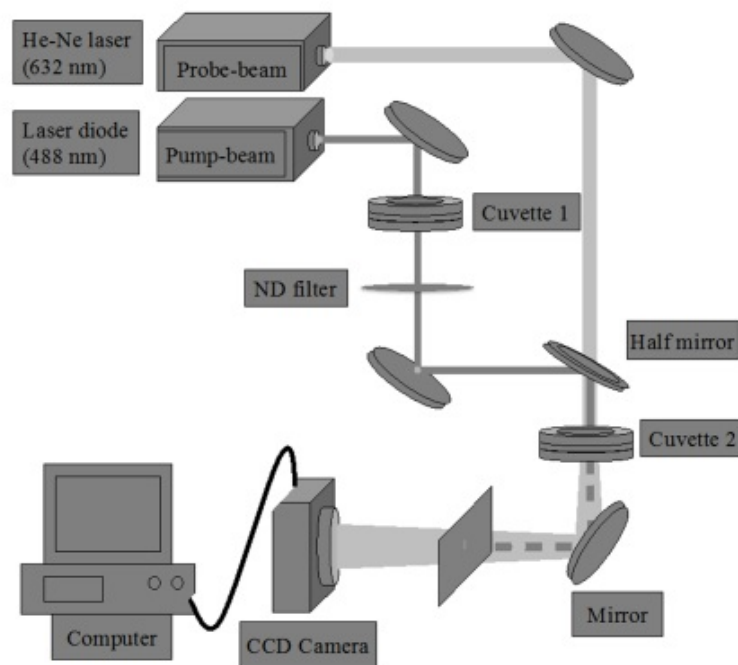 He-Ne laser
(632 nm)
Probe-beam
Laser diode
(488 nm)
Pump-beam
Cuvette 1
ND filter
Half mirror
Cuvette 2
Mirror
Computer
CCD Camera